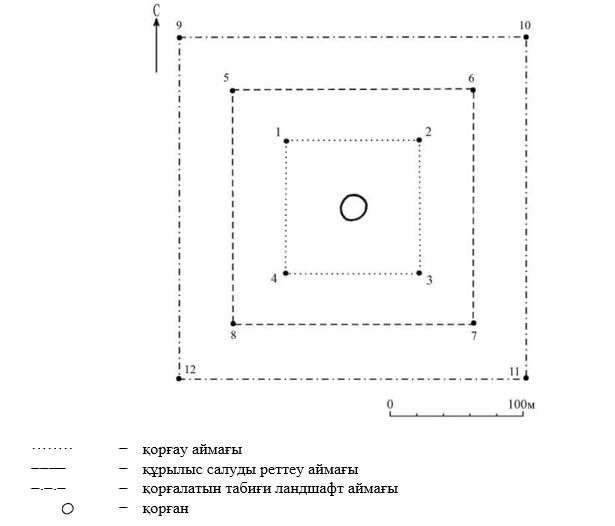 С
9 10
5 6
1 2
4 3
8 7
12 11
0 100м
– қорғау аймағы
– құрылыс салуды реттеу аймағы
– қорғалатын табиғи ландшафт аймағы
– қорған